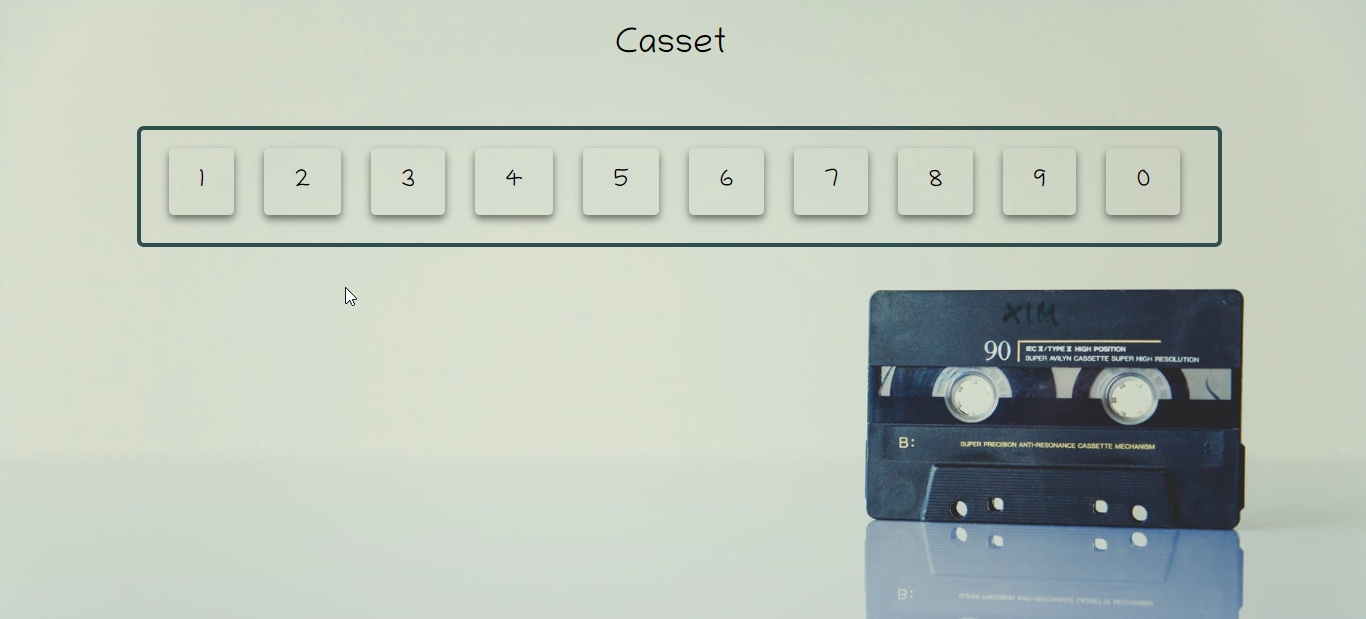 Casset
1 2 3 4 5 6 7 8 9 0
XIM
90 IEC II/TYPE II HIGH POSITION
SUPER AVILYN CASSETTE SUPER HIGH RESOLUTION
B: SUPER PRECISION ANTI-RESONANCE CASSETTE MECHANISM
B: